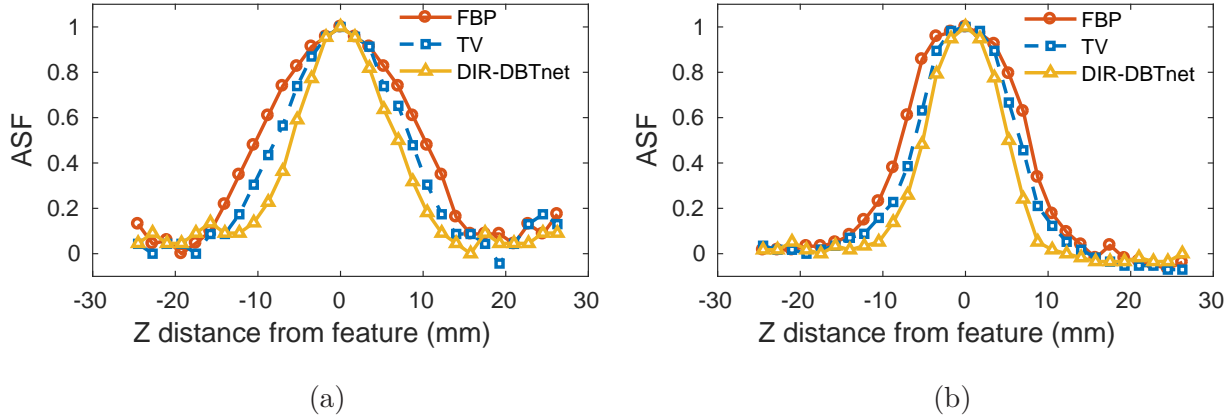 FBP
TV
DIR-DBTnet
1
0.8
0.6
0.4
0.2
0
ASF
-30 -20 -10 0 10 20 30
Z distance from feature (mm)
(a)
FBP
TV
DIR-DBTnet
1
0.8
0.6
0.4
0.2
0
ASF
-30 -20 -10 0 10 20 30
Z distance from feature (mm)
(b)